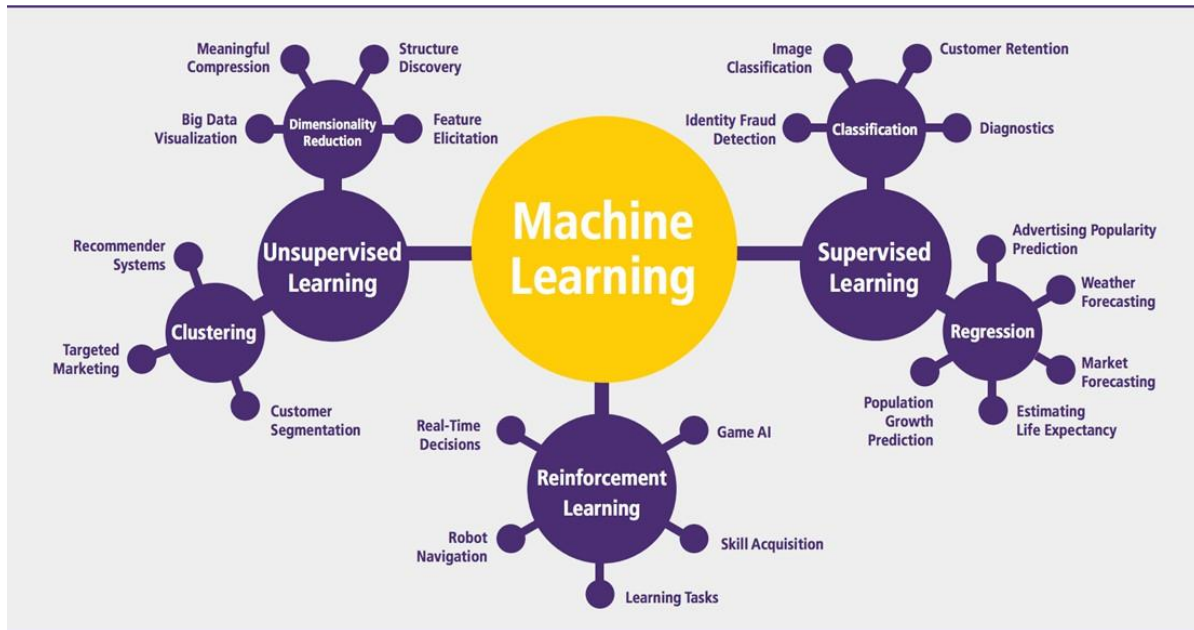 Machine
Learning
Unsupervised
Learning
Dimensionality
Reduction
Meaningful
Compression
Structure
Discovery
Big Data
Visualization
Feature
Elicitation
Clustering
Recommender
Systems
Targeted
Marketing
Customer
Segmentation
Supervised
Learning
Classification
Image
Classification
Customer Retention
Identity Fraud
Detection
Diagnostics
Regression
Advertising Popularity
Prediction
Weather
Forecasting
Market
Forecasting
Estimating
Life Expectancy
Population
Growth
Prediction
Reinforcement
Learning
Real-Time
Decisions
Game AI
Robot
Navigation
Skill Acquisition
Learning Tasks